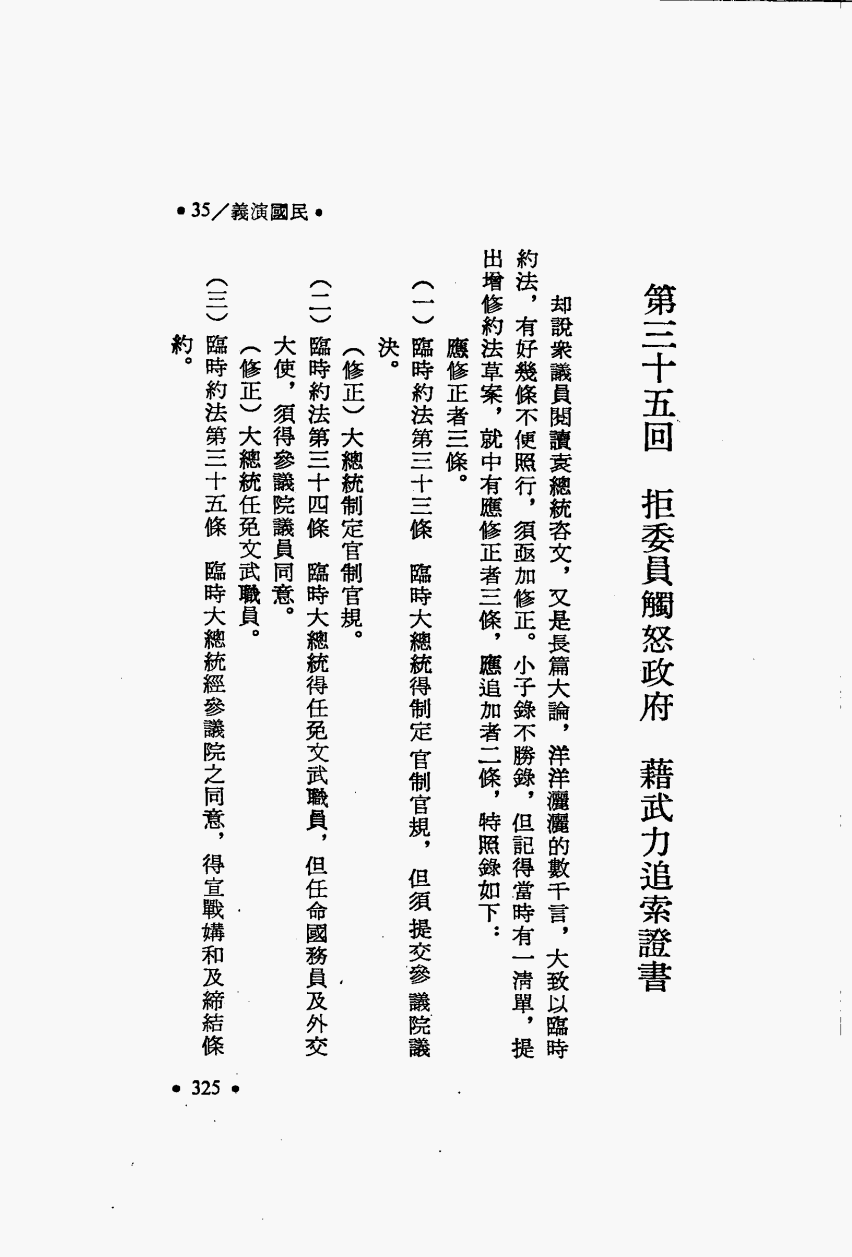 •35／義演國民•
第三十五回　拒委員觸怒政府　藉武力追索證書
却說衆議員閱讀袁總統咨文，又是長篇大論，洋洋灑灑的數千言，大致以臨時
約法，有好幾條不便照行，須亟加修正。小子錄不勝錄，但記得當時有一清單，提
出增修約法草案，就中有應修正者三條，應追加者二條，特照錄如下：
應修正者三條。
（一）臨時約法第三十三條　臨時大總統得制定官制官規，但須提交參議院議
決。
（修正）大總統制定官制官規。
（二）臨時約法第三十四條　臨時大總統得任免文武職員，但任命國務員及外交
大使，須得參議院議員同意。
（修正）大總統任免文武職員。
（三）臨時約法第三十五條　臨時大總統經參議院之同意，得宣戰媾和及締結條
約。
•325•